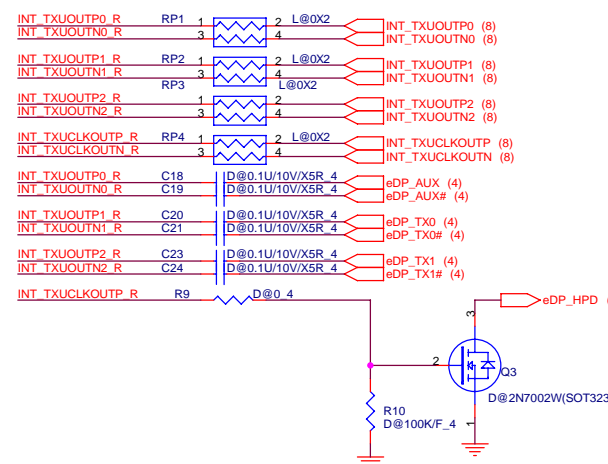 INT_TXUOUTP0_R RP1 1 2 L@0X2 INT_TXUOUTP0 (8)
INT_TXUOUTN0_R 3 4 INT_TXUOUTN0 (8)
INT_TXUOUTP1_R RP2 1 2 L@0X2 INT_TXUOUTP1 (8)
INT_TXUOUTN1_R 3 4 INT_TXUOUTN1 (8)
RP3 L@0X2
INT_TXUOUTP2_R 1 2 INT_TXUOUTP2 (8)
INT_TXUOUTN2_R 3 4 INT_TXUOUTN2 (8)
INT_TXUCLKOUTP_R RP4 1 2 L@0X2 INT_TXUCLKOUTP (8)
INT_TXUCLKOUTN_R 3 4 INT_TXUCLKOUTN (8)
INT_TXUOUTP0_R C18 D@0.1U/10V/X5R_4 eDP_AUX (4)
INT_TXUOUTN0_R C19 D@0.1U/10V/X5R_4 eDP_AUX# (4)
INT_TXUOUTP1_R C20 D@0.1U/10V/X5R_4 eDP_TX0 (4)
INT_TXUOUTN1_R C21 D@0.1U/10V/X5R_4 eDP_TX0# (4)
INT_TXUOUTP2_R C23 D@0.1U/10V/X5R_4 eDP_TX1 (4)
INT_TXUOUTN2_R C24 D@0.1U/10V/X5R_4 eDP_TX1# (4)
INT_TXUCLKOUTP_R R9 D@0_4 eDP_HPD (
3
2
Q3
D@2N7002W(SOT323
R10
D@100K/F_4
1